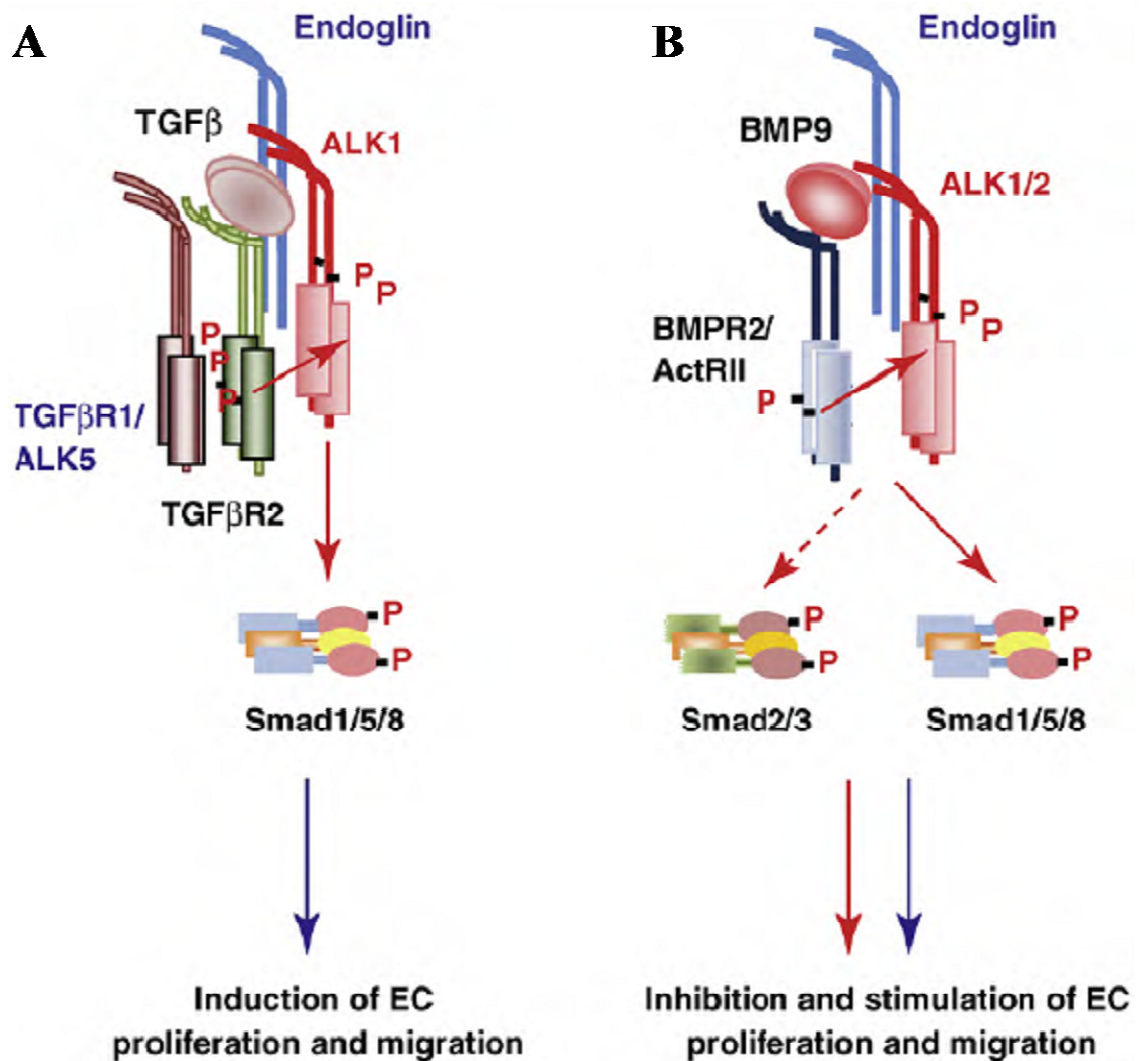 A
Endoglin
TGFβ
ALK1
P
P
P
P
P
TGFβR1/
ALK5
TGFβR2
P
P
Smad1/5/8
Induction of EC
proliferation and migration
B
Endoglin
BMP9
ALK1/2
P
P
BMPR2/
ActRII
P
P
P
Smad2/3
P
P
Smad1/5/8
Inhibition and stimulation of EC
proliferation and migration